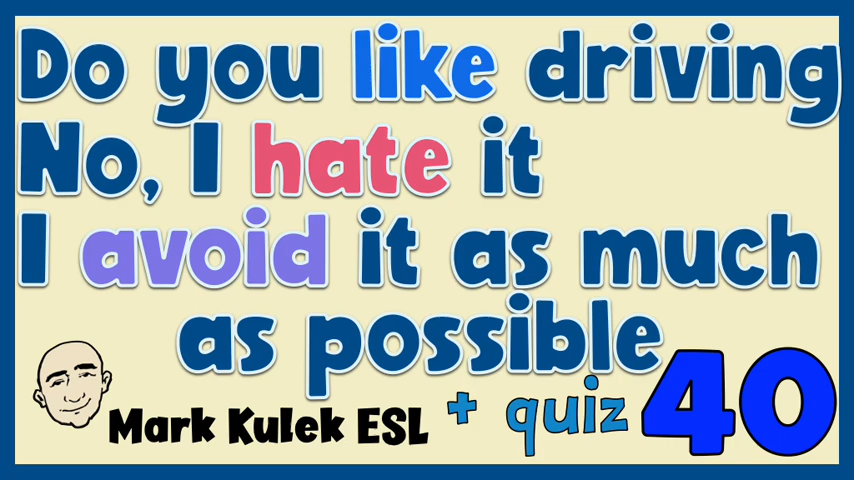 Do you like driving
No, I hate it
I avoid it as much
as possible
Mark Kulek ESL + quiz 40